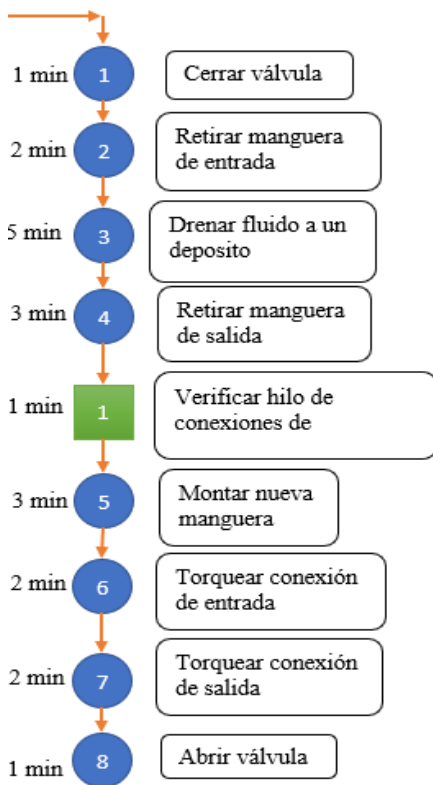 1 min 1 Cerrar válvula
2 min 2 Retirar manguera
de entrada
5 min 3 Drenar fluido a un
deposito
3 min 4 Retirar manguera
de salida
1 min 1 Verificar hilo de
conexiones de
3 min 5 Montar nueva
manguera
2 min 6 Torquear conexión
de entrada
2 min 7 Torquear conexión
de salida
1 min 8 Abrir válvula